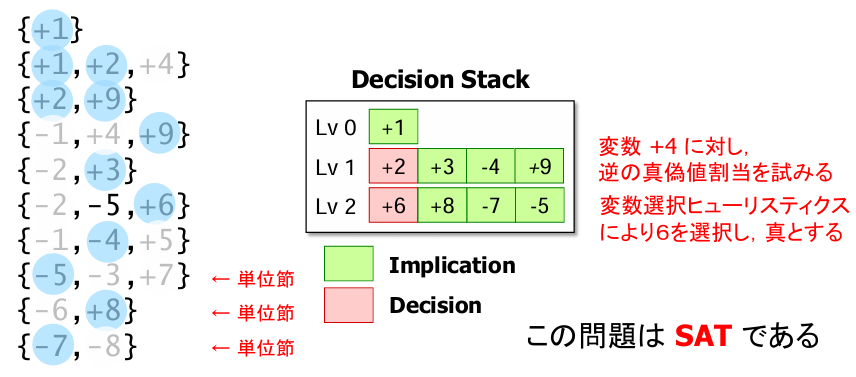 {+1}
{+1,+2,+4}
{+2,+9}
{-1,+4,+9}
{-2,+3}
{-2,-5,+6}
{-1,-4,+5}
{-5,-3,+7} ← 単位節
{-6,+8} ← 単位節
{-7,-8} ← 単位節
Decision Stack
Lv 0 +1
Lv 1 +2 +3 -4 +9
Lv 2 +6 +8 -7 -5
Implication
Decision
変数 +4 に対し,
逆の真偽値割当を試みる
変数選択ヒューリスティクス
により6を選択し, 真とする
この問題は SAT である